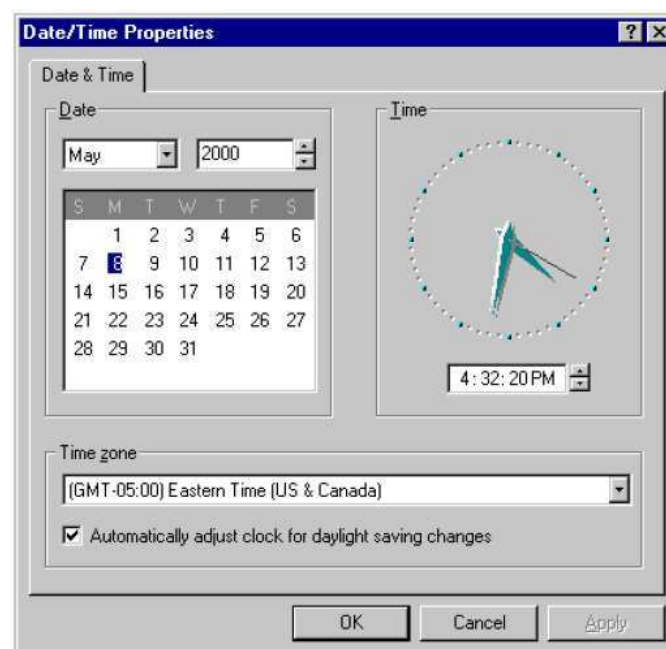 Date/Time Properties
Date & Time
Date
May
2000
S M T W T F S
1 2 3 4 5 6
7 8 9 10 11 12 13
14 15 16 17 18 19 20
21 22 23 24 25 26 27
28 29 30 31
Time
4:32:20 PM
Time zone
(GMT-05:00) Eastern Time (US & Canada)
Automatically adjust clock for daylight saving changes
OK
Cancel
Apply